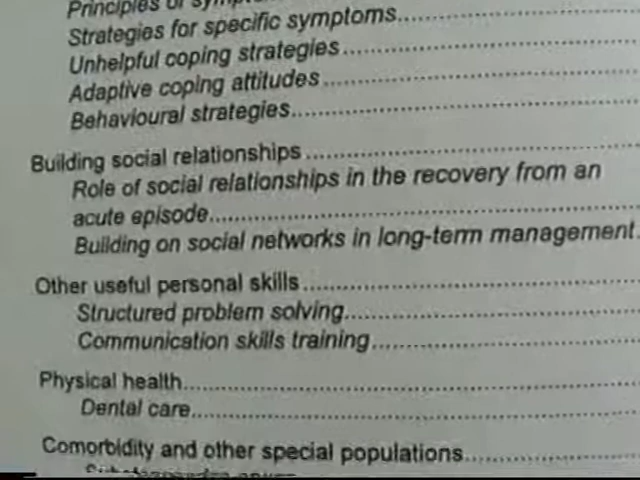 Principles of
Strategies for specific symptoms
Unhelpful coping strategies
Adaptive coping attitudes
Behavioural strategies
Building social relationships
Role of social relationships in the recovery from an
acute episode
Building on social networks in long-term management
Other useful personal skills
Structured problem solving
Communication skills training
Physical health
Dental care
Comorbidity and other special populations